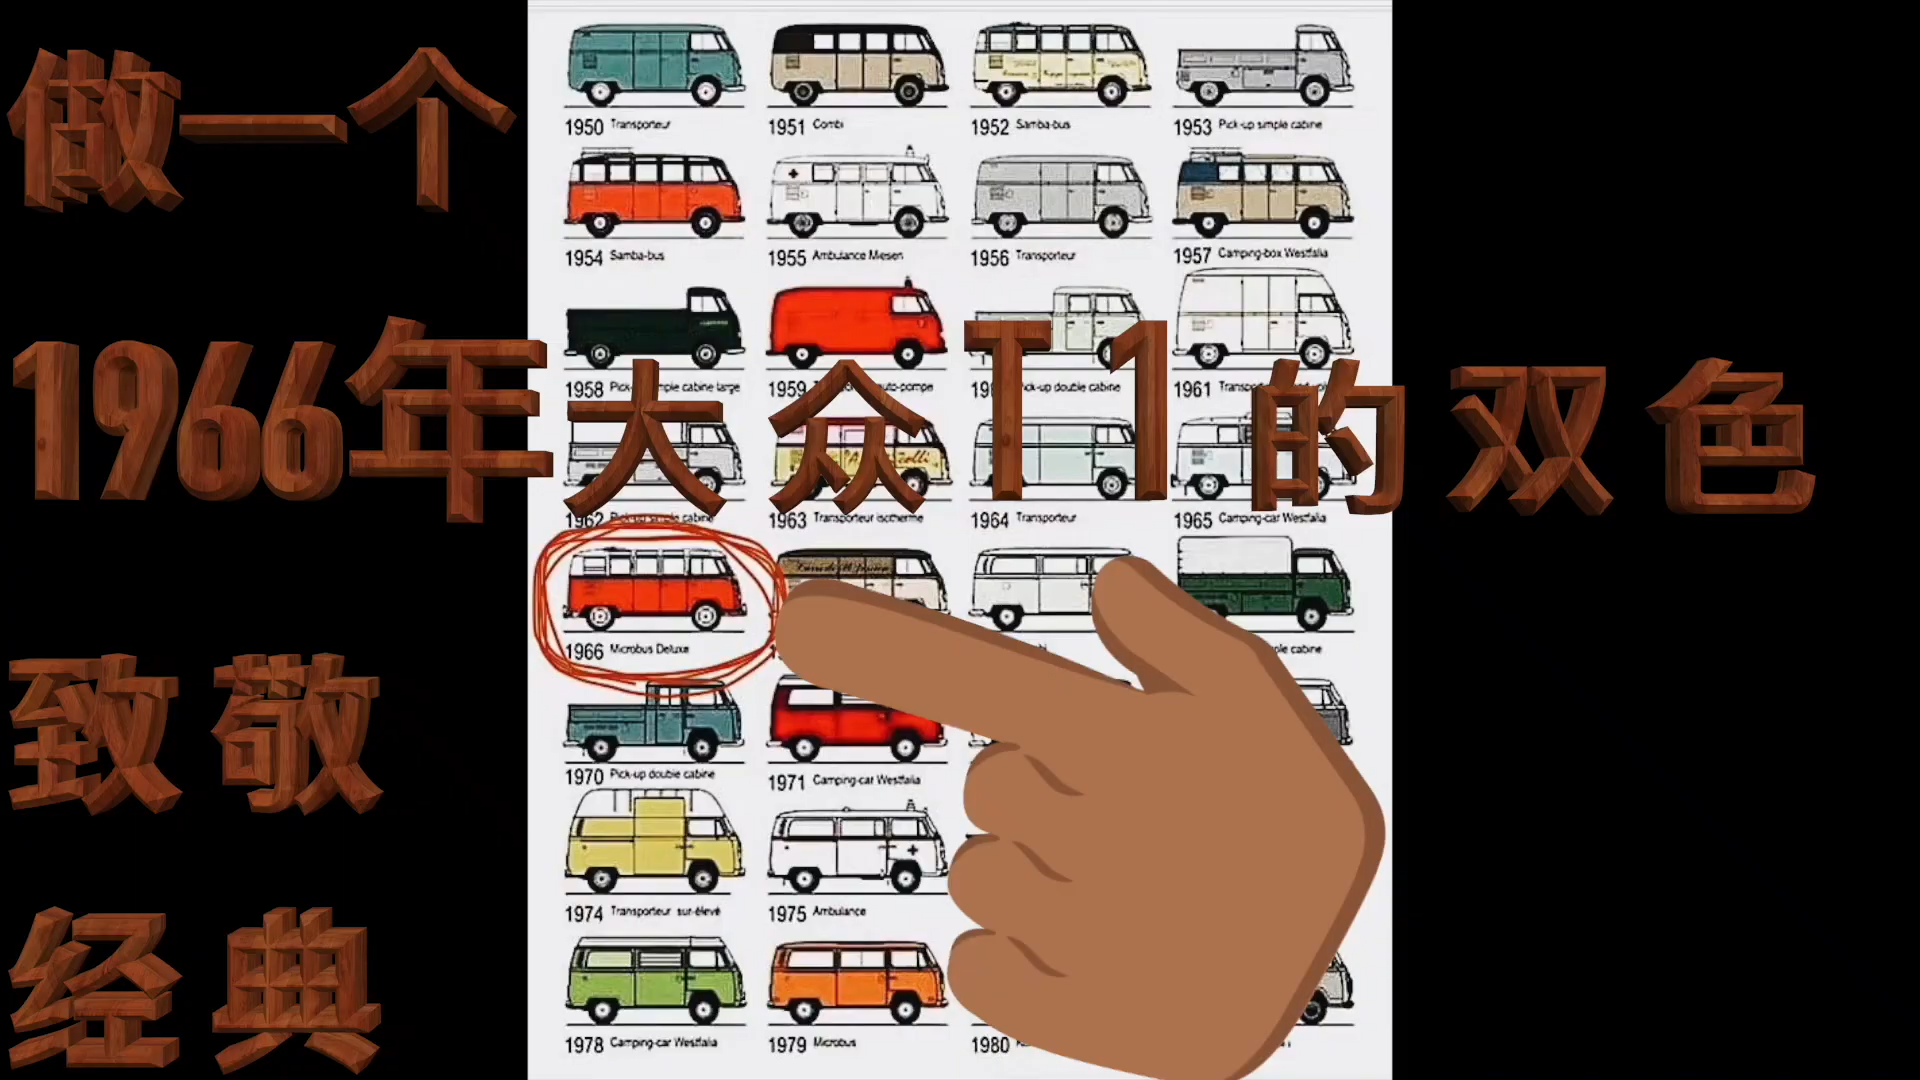 做一个
1950 Transporteur
1951 Combi
1952 Samba-bus
1953 Pick-up simple cabine
1954 Samba-bus
1955 Ambulance Miesen
1956 Transporteur
1957 Camping-box Westfalia
1966年大众T1的双色
1958
1959
1961
1962 Pick-up simple cabine
1963 Transporteur isotherme
1964 Transporteur
1965 Camping-car Westfalia
1966 Microbus Deluxe
致敬
1970 Pick-up double cabine
1971 Camping-car Westfalia
经典
1974 Transporteur sur-élevé
1975 Ambulance
1978 Camping-car Westfalia
1979 Microbus
1980